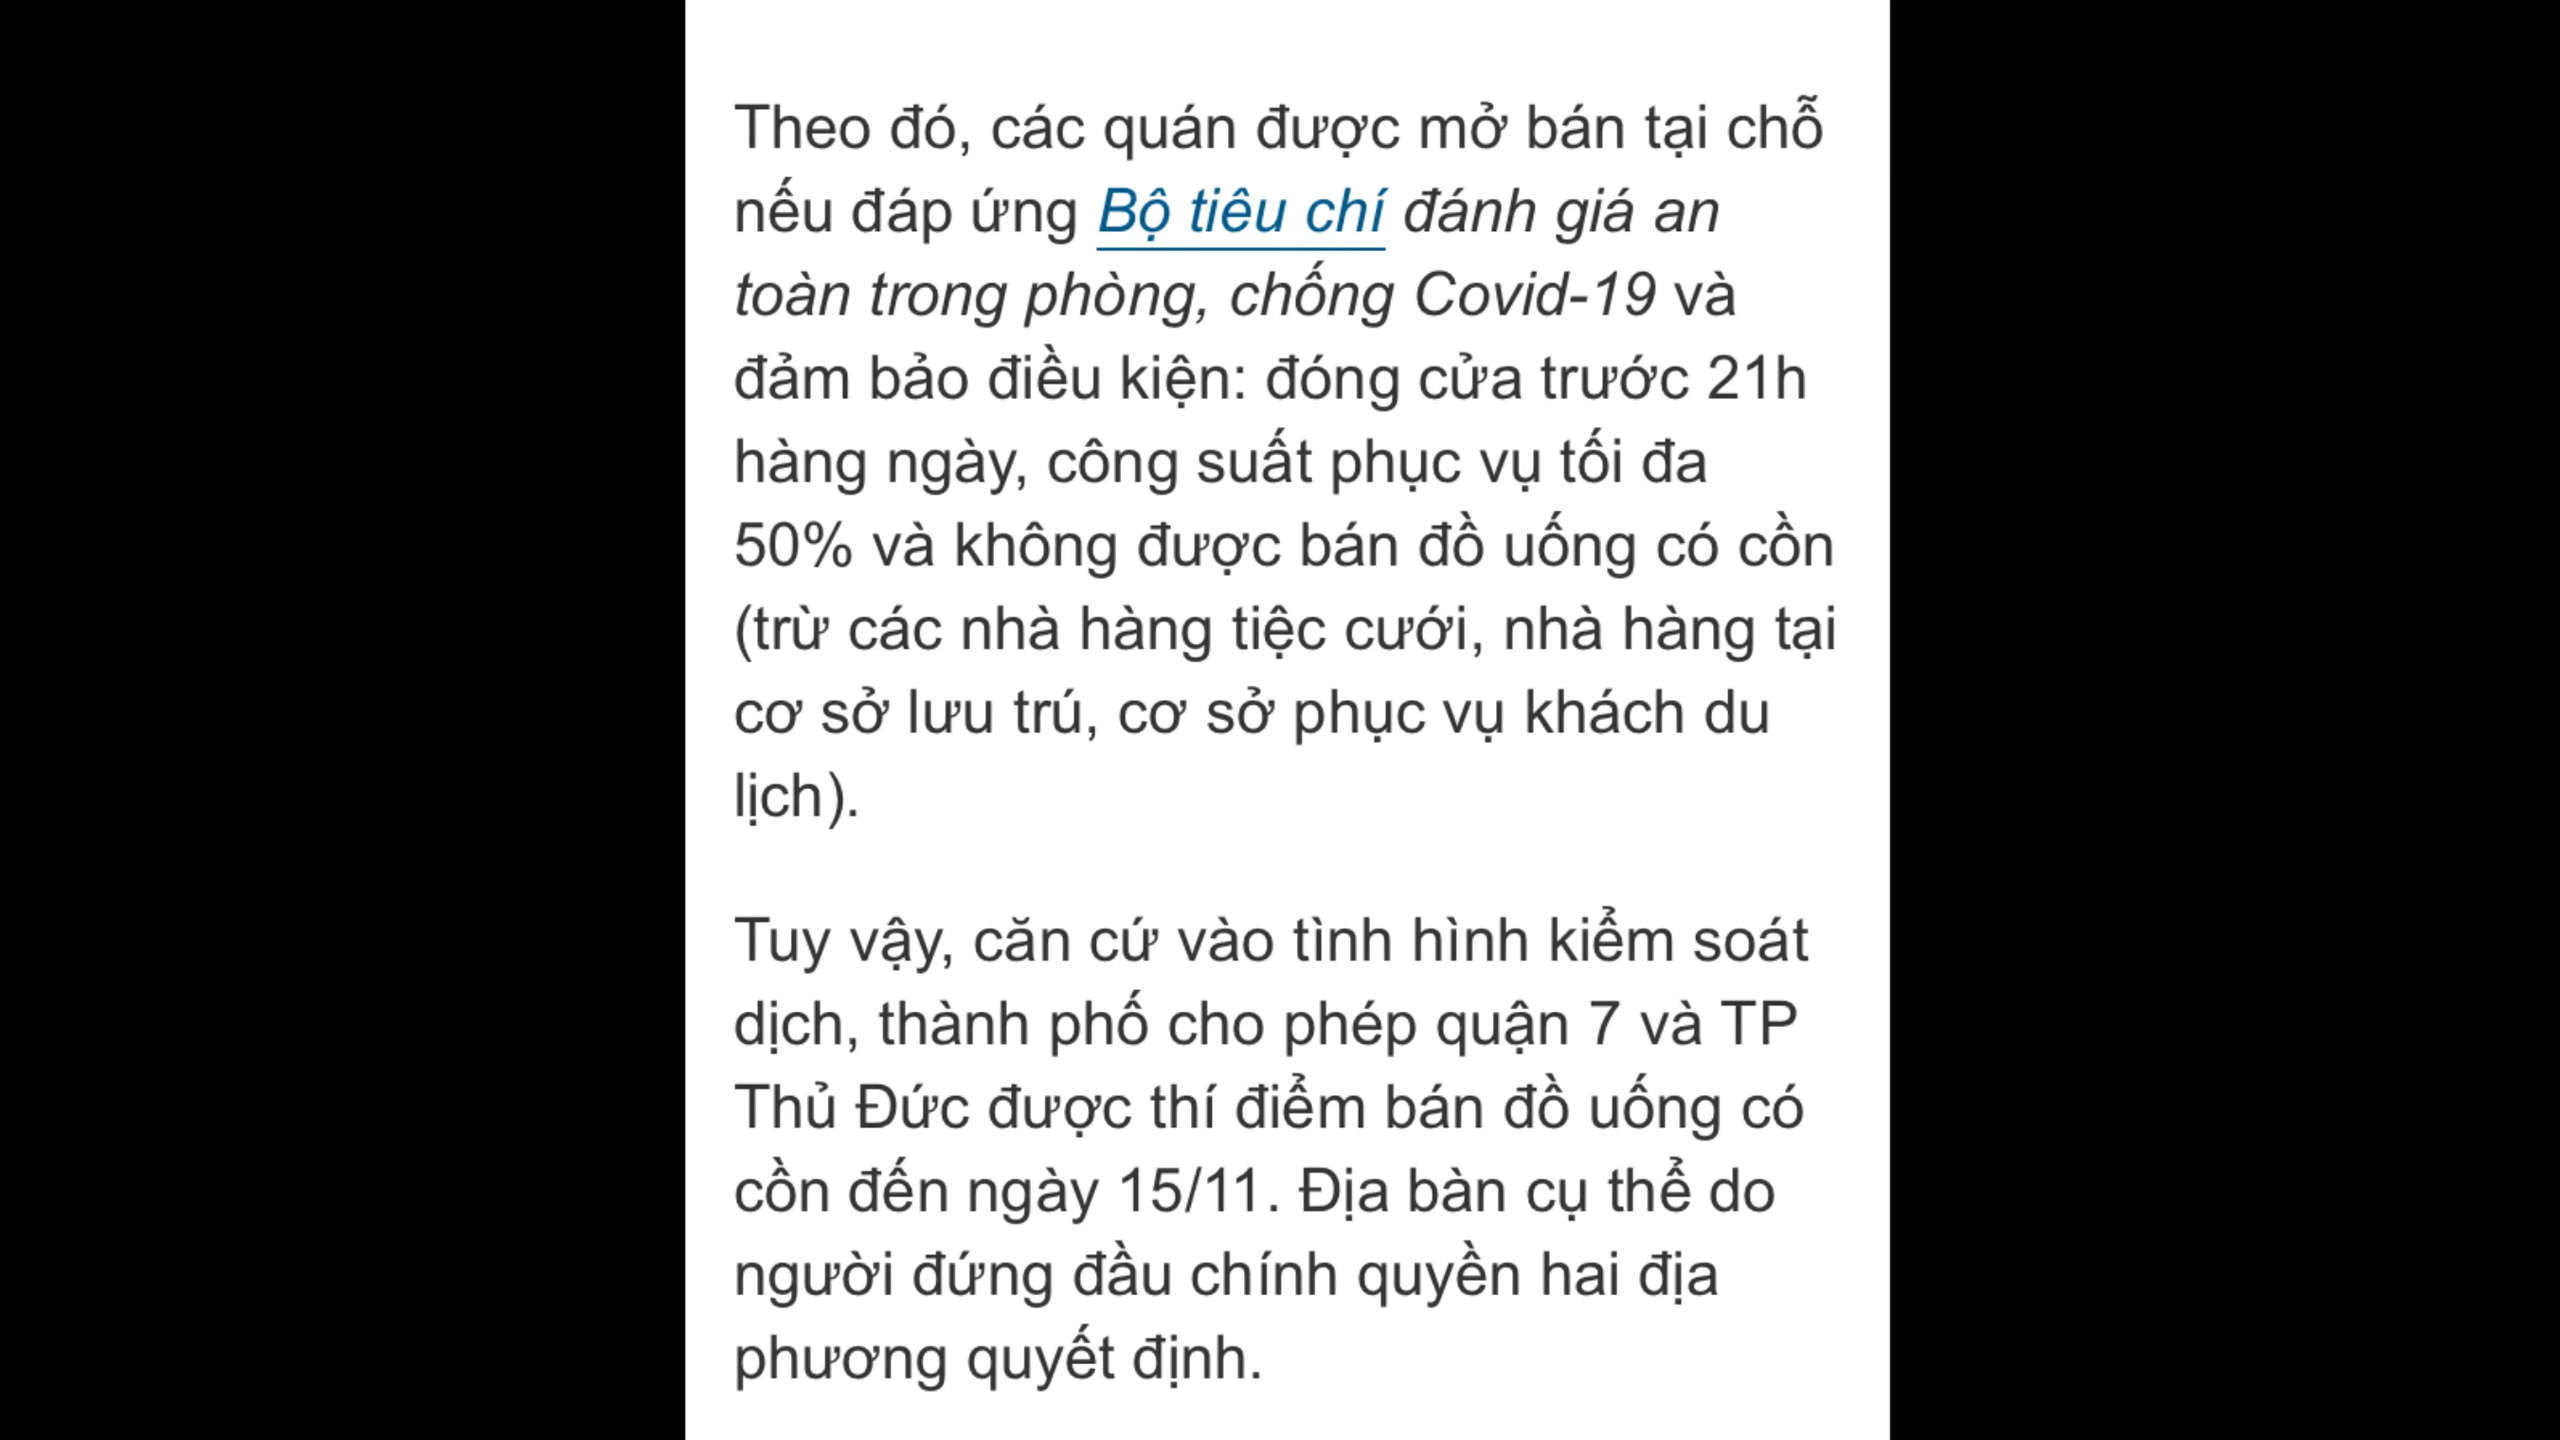 Theo đó, các quán được mở bán tại chỗ
nếu đáp ứng Bộ tiêu chí đánh giá an
toàn trong phòng, chống Covid-19 và
đảm bảo điều kiện: đóng cửa trước 21h
hàng ngày, công suất phục vụ tối đa
50% và không được bán đồ uống có cồn
(trừ các nhà hàng tiệc cưới, nhà hàng tại
cơ sở lưu trú, cơ sở phục vụ khách du
lịch).
Tuy vậy, căn cứ vào tình hình kiểm soát
dịch, thành phố cho phép quận 7 và TP
Thủ Đức được thí điểm bán đồ uống có
cồn đến ngày 15/11. Địa bàn cụ thể do
người đứng đầu chính quyền hai địa
phương quyết định.